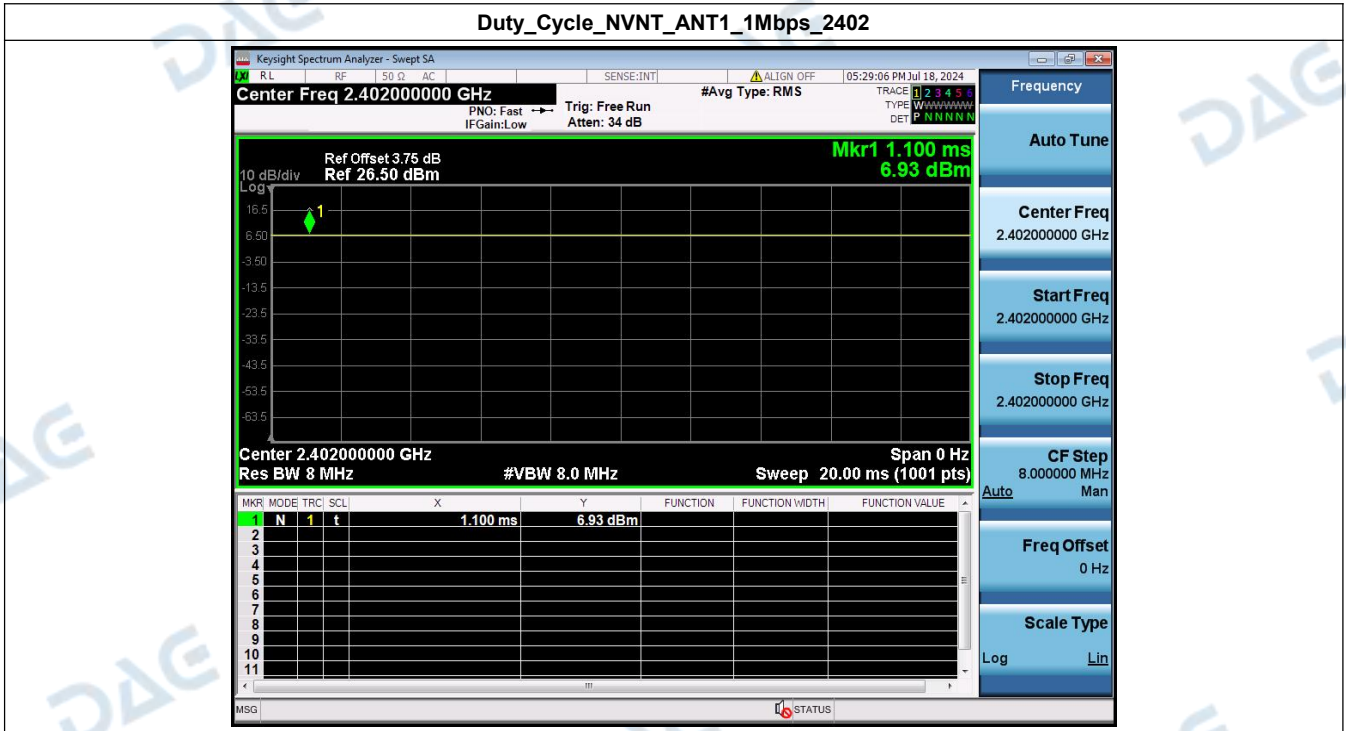 Duty_Cycle_NVNT_ANT1_1Mbps_2402
Keysight Spectrum Analyzer - Swept SA
LXI RL RF 50 Ω AC SENSE:INT ALIGN OFF 05:29:06 PM Jul 18, 2024
Center Freq 2.402000000 GHz
#Avg Type: RMS
TRACE 1 2 3 4 5 6
PNO: Fast
Trig: Free Run
TYPE WWWWWW
IFGain:Low
Atten: 34 dB
DET P N N N N N
Frequency
Auto Tune
Mkr1 1.100 ms
6.93 dBm
Ref Offset 3.75 dB
10 dB/div
Ref 26.50 dBm
Log
16.5
1
6.50
-3.50
-13.5
-23.5
-33.5
-43.5
-53.5
-63.5
Center 2.402000000 GHz
Span 0 Hz
Res BW 8 MHz
#VBW 8.0 MHz
Sweep 20.00 ms (1001 pts)
Center Freq
2.402000000 GHz
Start Freq
2.402000000 GHz
Stop Freq
2.402000000 GHz
CF Step
8.000000 MHz
Auto Man
Freq Offset
0 Hz
Scale Type
Log Lin
MKR MODE TRC SCL X Y FUNCTION FUNCTION WIDTH FUNCTION VALUE
1 N 1 t 1.100 ms 6.93 dBm
2
3
4
5
6
7
8
9
10
11
MSG
STATUS
DAE
DAE
DAE